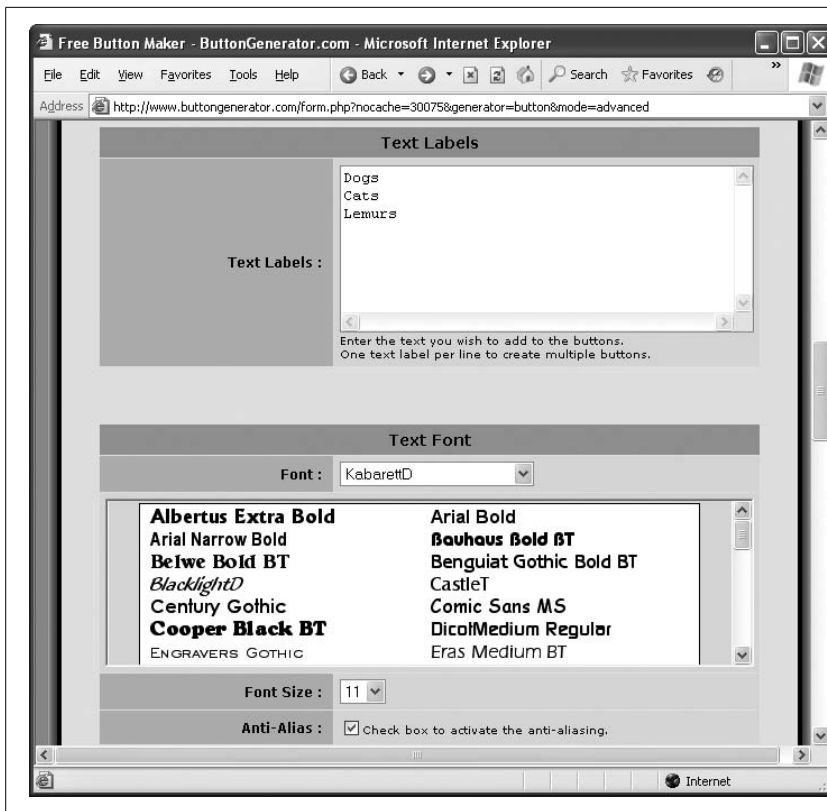 Free Button Maker - ButtonGenerator.com - Microsoft Internet Explorer
File Edit View Favorites Tools Help Back Search Favorites »
Address http://www.buttongenerator.com/form.php?nocache=30075&generator=button&mode=advanced
Text Labels
Dogs
Cats
Lemurs
Text Labels :
Enter the text you wish to add to the buttons.
One text label per line to create multiple buttons.
Text Font
Font : KabarettD
Albertus Extra Bold Arial Bold
Arial Narrow Bold Bauhaus Bold BT
Belwe Bold BT Benguiat Gothic Bold BT
BlacklightD CastleT
Century Gothic Comic Sans MS
Cooper Black BT DicotMedium Regular
Engravers Gothic Eras Medium BT
Font Size : 11
Anti-Alias : Check box to activate the anti-aliasing.
Internet